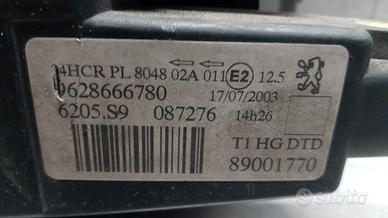 04HCR PL 8048 02A 011 E2 12.5
9628666780 17/07/2003
6205.S9 087276 14h26
T1 HG DTD
89001770
subito